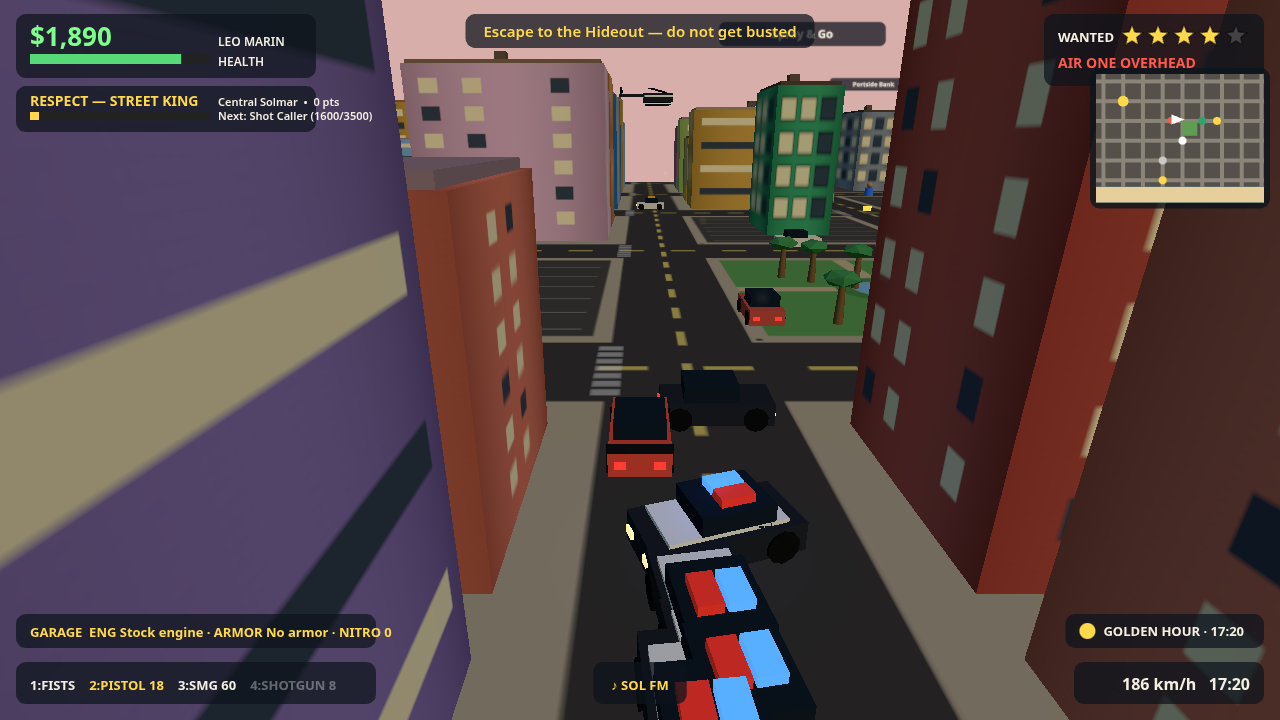 $1,890
LEO MARIN
HEALTH
RESPECT — STREET KING
Central Solmar • 0 pts
Next: Shot Caller (1600/3500)
Escape to the Hideout — do not get busted
& Go
Portside Bank
WANTED ★ ★ ★ ★ ★
AIR ONE OVERHEAD
GARAGE ENG Stock engine · ARMOR No armor · NITRO 0
1:FISTS 2:PISTOL 18 3:SMG 60 4:SHOTGUN 8
♪ SOL FM
GOLDEN HOUR · 17:20
186 km/h 17:20